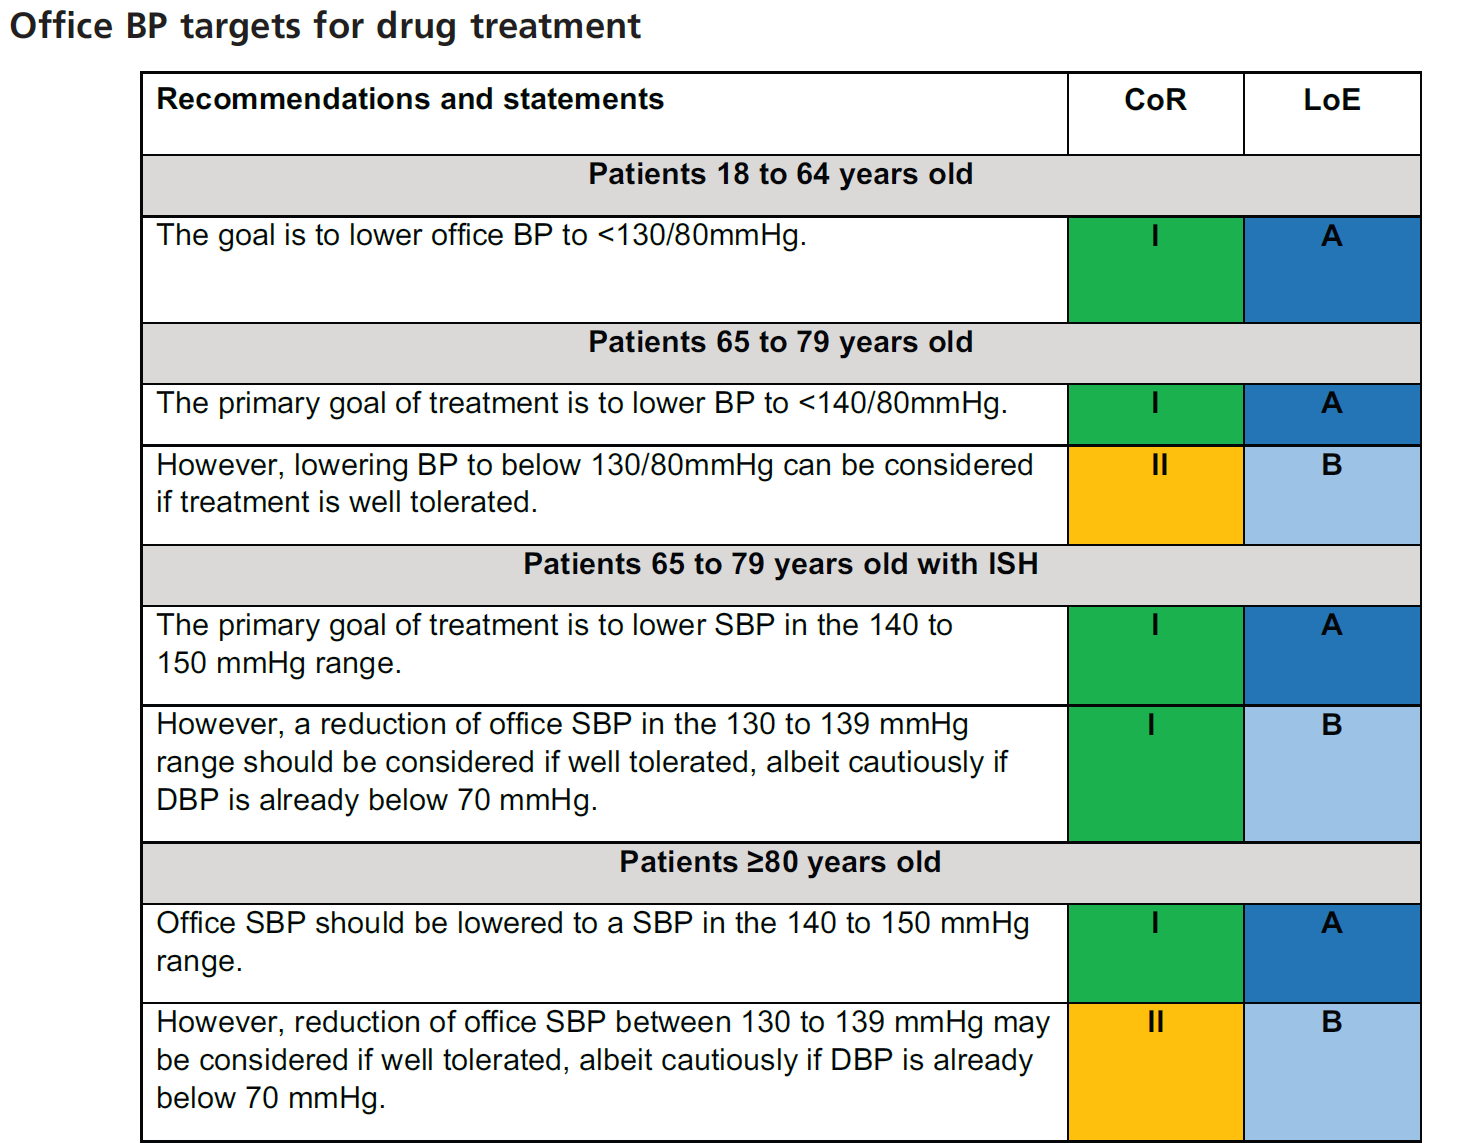 Office BP targets for drug treatment
Recommendations and statements CoR LoE
Patients 18 to 64 years old
The goal is to lower office BP to <130/80mmHg. I A
Patients 65 to 79 years old
The primary goal of treatment is to lower BP to <140/80mmHg. I A
However, lowering BP to below 130/80mmHg can be considered II B
if treatment is well tolerated.
Patients 65 to 79 years old with ISH
The primary goal of treatment is to lower SBP in the 140 to I A
150 mmHg range.
However, a reduction of office SBP in the 130 to 139 mmHg I B
range should be considered if well tolerated, albeit cautiously if
DBP is already below 70 mmHg.
Patients ≥80 years old
Office SBP should be lowered to a SBP in the 140 to 150 mmHg I A
range.
However, reduction of office SBP between 130 to 139 mmHg may II B
be considered if well tolerated, albeit cautiously if DBP is already
below 70 mmHg.